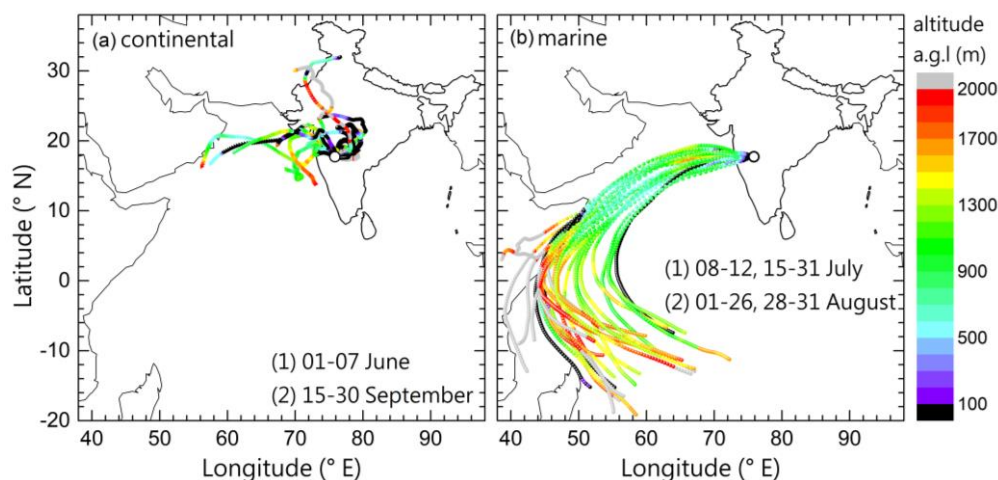 (a) continental
(b) marine
altitude
a.g.l (m)
30
20
10
0
-10
-20
Latitude (° N)
(1) 01-07 June
(2) 15-30 September
(1) 08-12, 15-31 July
(2) 01-26, 28-31 August
2000
1700
1300
900
500
100
40 50 60 70 80 90
40 50 60 70 80 90
Longitude (° E)
Longitude (° E)